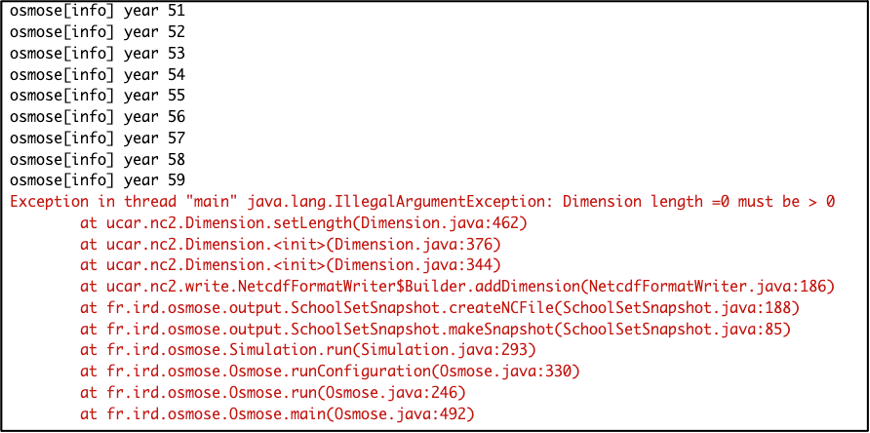 osmose[info] year 51
osmose[info] year 52
osmose[info] year 53
osmose[info] year 54
osmose[info] year 55
osmose[info] year 56
osmose[info] year 57
osmose[info] year 58
osmose[info] year 59
Exception in thread "main" java.lang.IllegalArgumentException: Dimension length =0 must be > 0
at ucar.nc2.Dimension.setLength(Dimension.java:462)
at ucar.nc2.Dimension.<init>(Dimension.java:376)
at ucar.nc2.Dimension.<init>(Dimension.java:344)
at ucar.nc2.write.NetcdfFormatWriter$Builder.addDimension(NetcdfFormatWriter.java:186)
at fr.ird.osmose.output.SchoolSetSnapshot.createNCFile(SchoolSetSnapshot.java:188)
at fr.ird.osmose.output.SchoolSetSnapshot.makeSnapshot(SchoolSetSnapshot.java:85)
at fr.ird.osmose.Simulation.run(Simulation.java:293)
at fr.ird.osmose.Osmose.runConfiguration(Osmose.java:330)
at fr.ird.osmose.Osmose.run(Osmose.java:246)
at fr.ird.osmose.Osmose.main(Osmose.java:492)